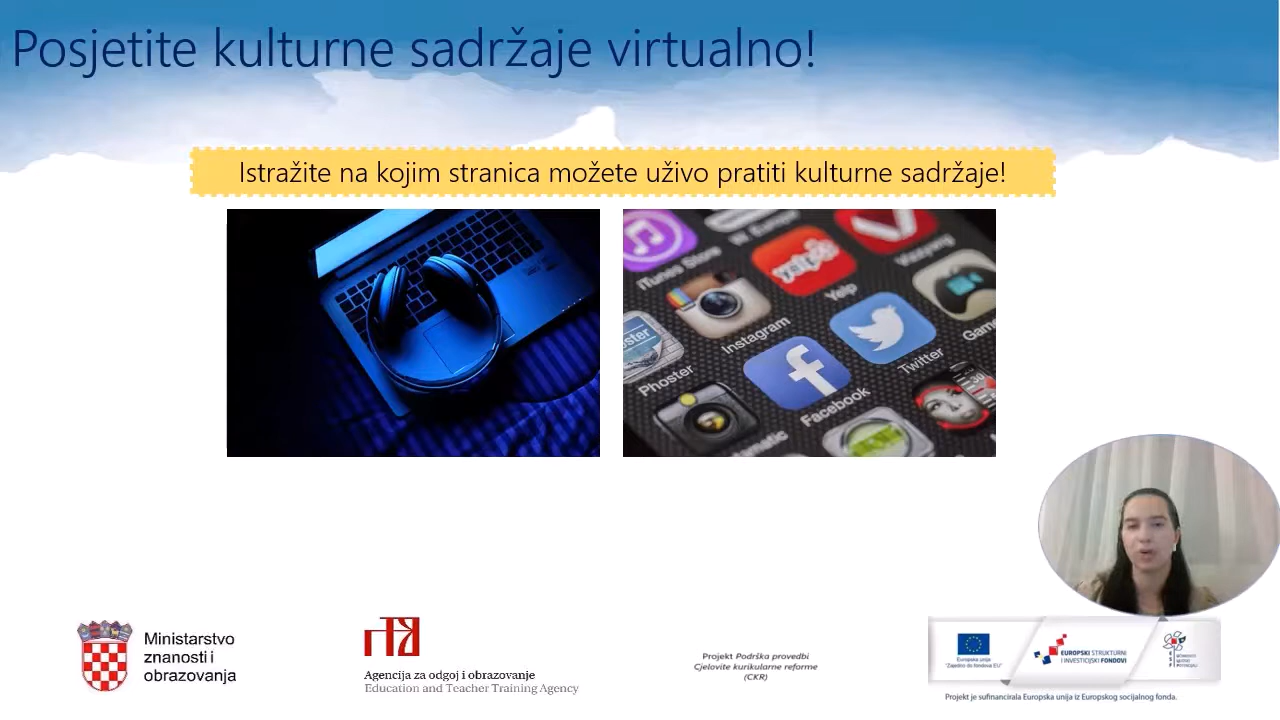 Posjetite kulturne sadržaje virtualno!
Istražite na kojim stranica možete uživo pratiti kulturne sadržaje!
iTunes Store
Yelp
Instagram
Twitter
Phoster
Facebook
Ministarstvo
znanosti i
obrazovanja
Agencija za odgoj i obrazovanje
Education and Teacher Training Agency
Projekt Podrška provedbi
Cjelovite kurikularne reforme
(CKR)
Europska unija
"Zajedno do fondova EU"
EUROPSKI STRUKTURNI
I INVESTICIJSKI FONDOVI
Projekt je sufinancirala Europska unija iz Europskog socijalnog fonda.